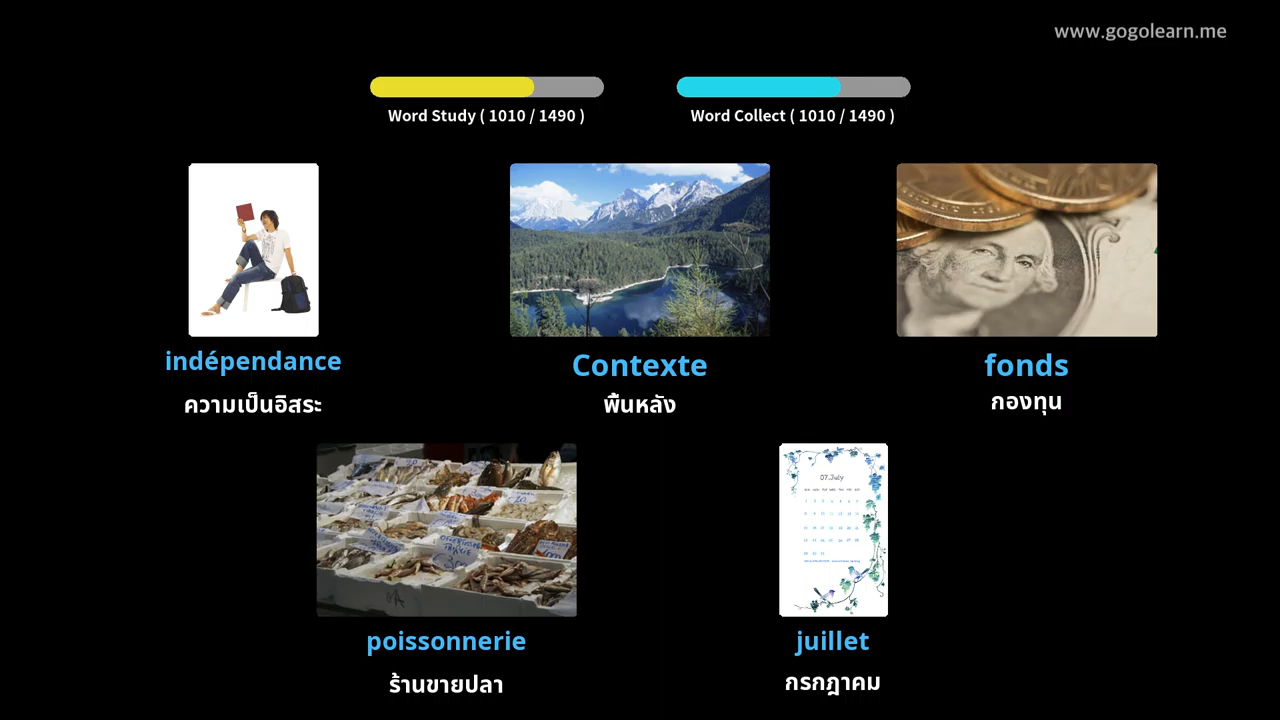 www.gogolearn.me
Word Study ( 1010 / 1490 )
Word Collect ( 1010 / 1490 )
indépendance
ความเป็นอิสระ
Contexte
พื้นหลัง
fonds
กองทุน
07.July
poissonnerie
ร้านขายปลา
juillet
กรกฎาคม